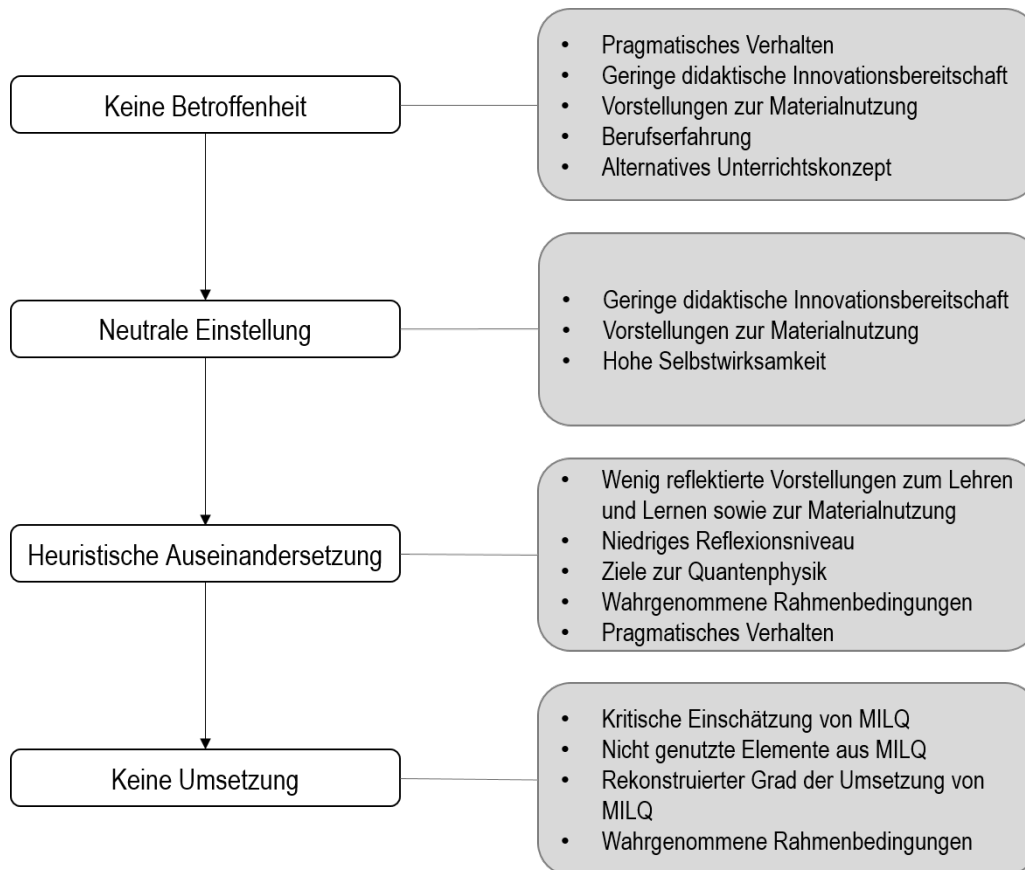 Keine Betroffenheit
• Pragmatisches Verhalten
• Geringe didaktische Innovationsbereitschaft
• Vorstellungen zur Materialnutzung
• Berufserfahrung
• Alternatives Unterrichtskonzept
Neutrale Einstellung
• Geringe didaktische Innovationsbereitschaft
• Vorstellungen zur Materialnutzung
• Hohe Selbstwirksamkeit
Heuristische Auseinandersetzung
• Wenig reflektierte Vorstellungen zum Lehren
und Lernen sowie zur Materialnutzung
• Niedriges Reflexionsniveau
• Ziele zur Quantenphysik
• Wahrgenommene Rahmenbedingungen
• Pragmatisches Verhalten
Keine Umsetzung
• Kritische Einschätzung von MILQ
• Nicht genutzte Elemente aus MILQ
• Rekonstruierter Grad der Umsetzung von
MILQ
• Wahrgenommene Rahmenbedingungen